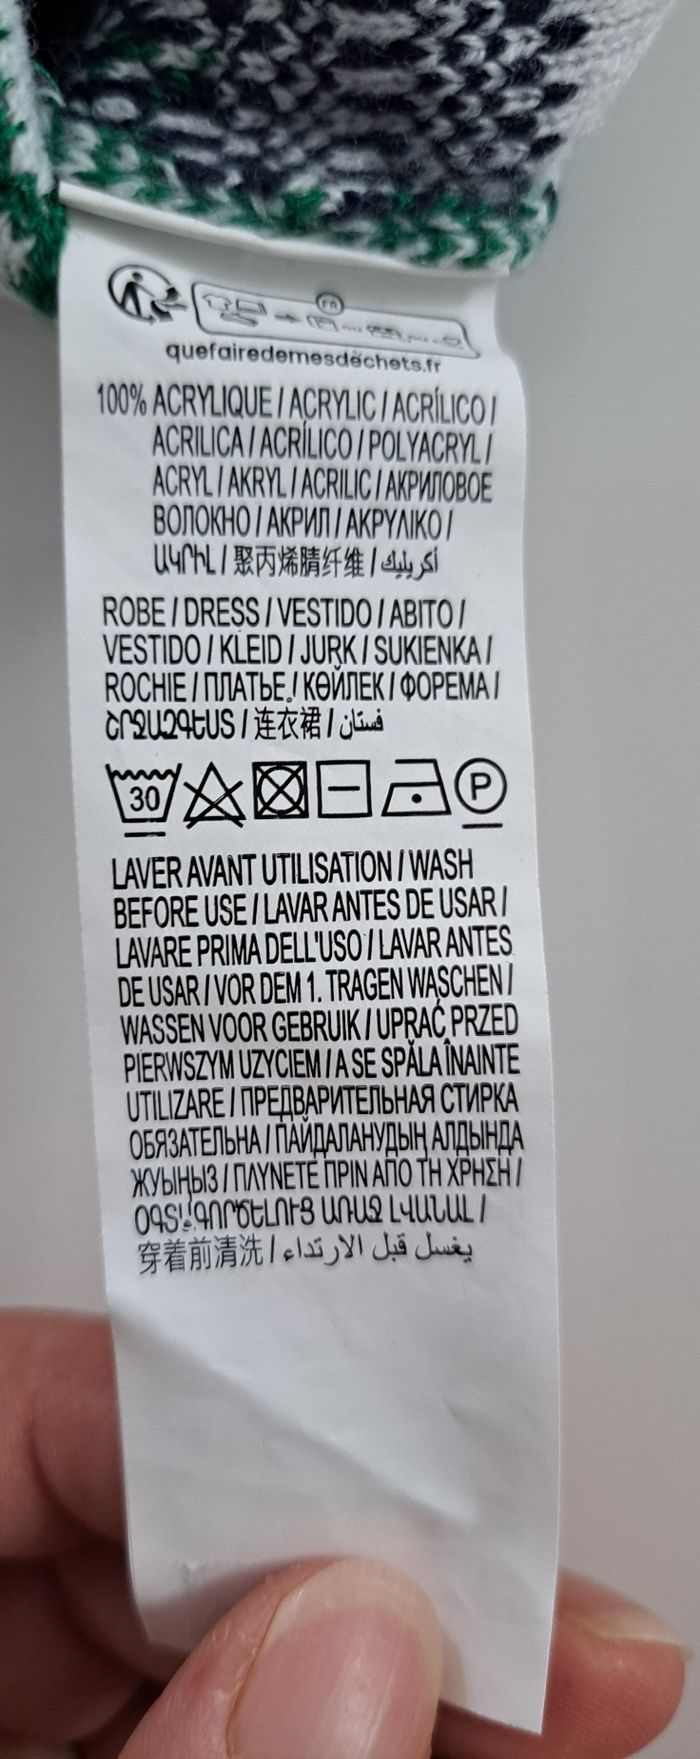 FR
quefairedemesdéchets.fr
100% ACRYLIQUE / ACRYLIC / ACRÍLICO /
ACRILICA / ACRÍLICO / POLYACRYL /
ACRYL / AKRYL / ACRILIC / АКРИЛОВОЕ
ВОЛОКНО / АКРИЛ / ΑΚΡΥΛΙΚΟ /
ԱԿՐԻԼ / 聚丙烯腈纤维 / أكريليك
ROBE / DRESS / VESTIDO / ABITO /
VESTIDO / KLEID / JURK / SUKIENKA /
ROCHIE / ПЛАТЬЕ / КӨЙЛЕК / ΦΟΡΕΜΑ /
ՇՐՋԱԶԳԵՍՏ / 连衣裙 / فستان
30 P
LAVER AVANT UTILISATION / WASH
BEFORE USE / LAVAR ANTES DE USAR /
LAVARE PRIMA DELL'USO / LAVAR ANTES
DE USAR / VOR DEM 1. TRAGEN WASCHEN /
WASSEN VOOR GEBRUIK / UPRAĆ PRZED
PIERWSZYM UZYCIEM / A SE SPĂLA ÎNAINTE
UTILIZARE / ПРЕДВАРИТЕЛЬНАЯ СТИРКА
ОБЯЗАТЕЛЬНА / ПАЙДАЛАНУДЫҢ АЛДЫНДА
ЖУЫҢЫЗ / ΠΛΥΝΕΤΕ ΠΡΙΝ ΑΠΟ ΤΗ ΧΡΗΣΗ /
ՕԳՏԱԳՈՐԾԵԼՈՒՑ ԱՌԱՋ ԼՎԱՆԱԼ /
穿着前清洗 / يغسل قبل الارتداء